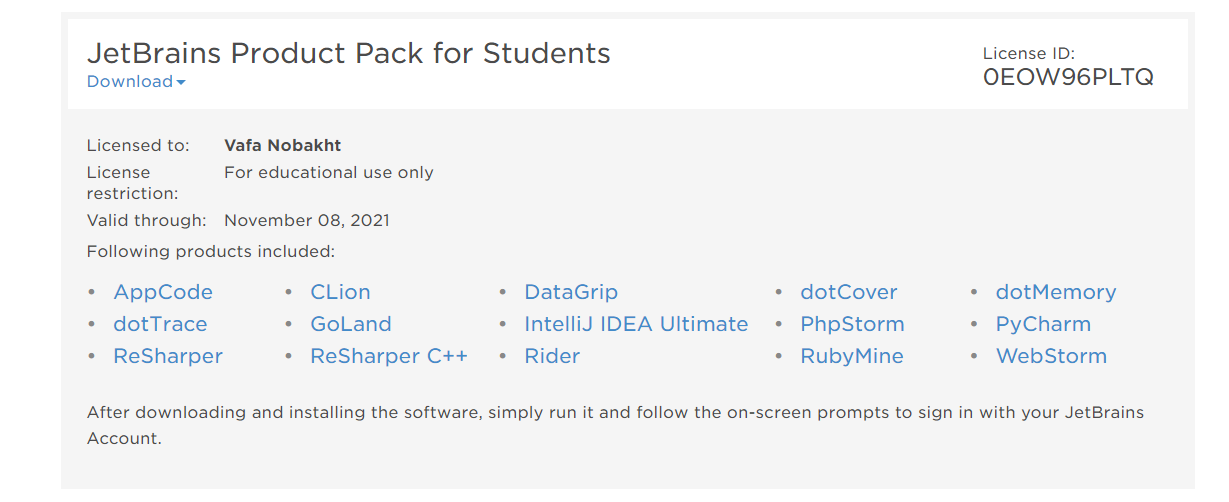 JetBrains Product Pack for Students
Download
License ID:
0EOW96PLTQ
Licensed to: Vafa Nobakht
License restriction: For educational use only
Valid through: November 08, 2021
Following products included:
• AppCode • CLion • DataGrip • dotCover • dotMemory
• dotTrace • GoLand • IntelliJ IDEA Ultimate • PhpStorm • PyCharm
• ReSharper • ReSharper C++ • Rider • RubyMine • WebStorm
After downloading and installing the software, simply run it and follow the on-screen prompts to sign in with your JetBrains
Account.